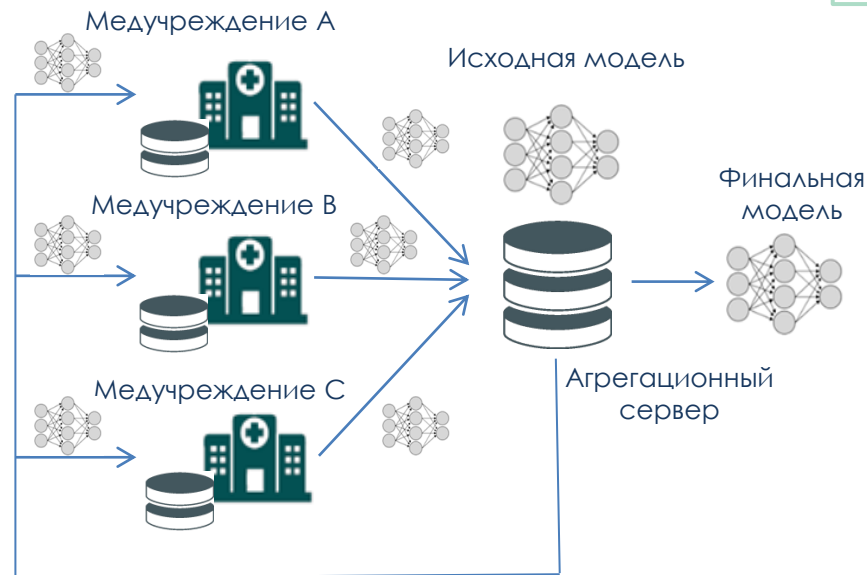 Медучреждение А
Исходная модель
Медучреждение В
Финальная
модель
Медучреждение С
Агрегационный
сервер